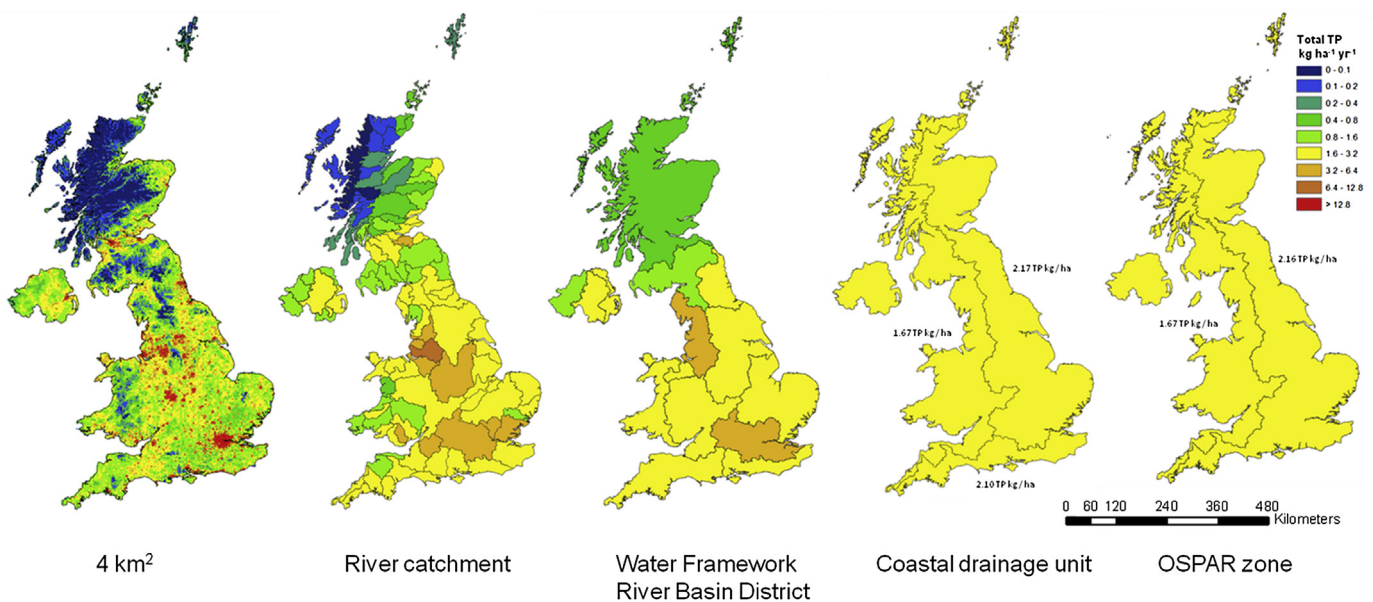 Total TP
kg ha⁻¹ yr⁻¹
0 - 0.1
0.1 - 0.2
0.2 - 0.4
0.4 - 0.8
0.8 - 1.6
1.6 - 3.2
3.2 - 6.4
6.4 - 12.8
> 12.8
2.17 TP kg/ha
1.67 TP kg/ha
2.10 TP kg/ha
2.16 TP kg/ha
1.67 TP kg/ha
0 60 120 240 360 480
Kilometers
4 km²
River catchment
Water Framework
River Basin District
Coastal drainage unit
OSPAR zone